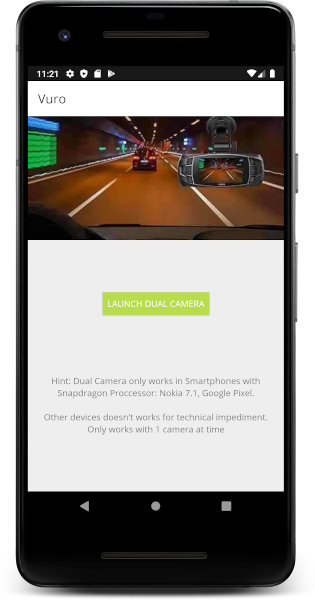 11:21
Vuro
LAUNCH DUAL CAMERA
Hint: Dual Camera only works in Smartphones with
Snapdragon Proccessor: Nokia 7.1, Google Pixel.
Other devices doesn't works for technical impediment.
Only works with 1 camera at time